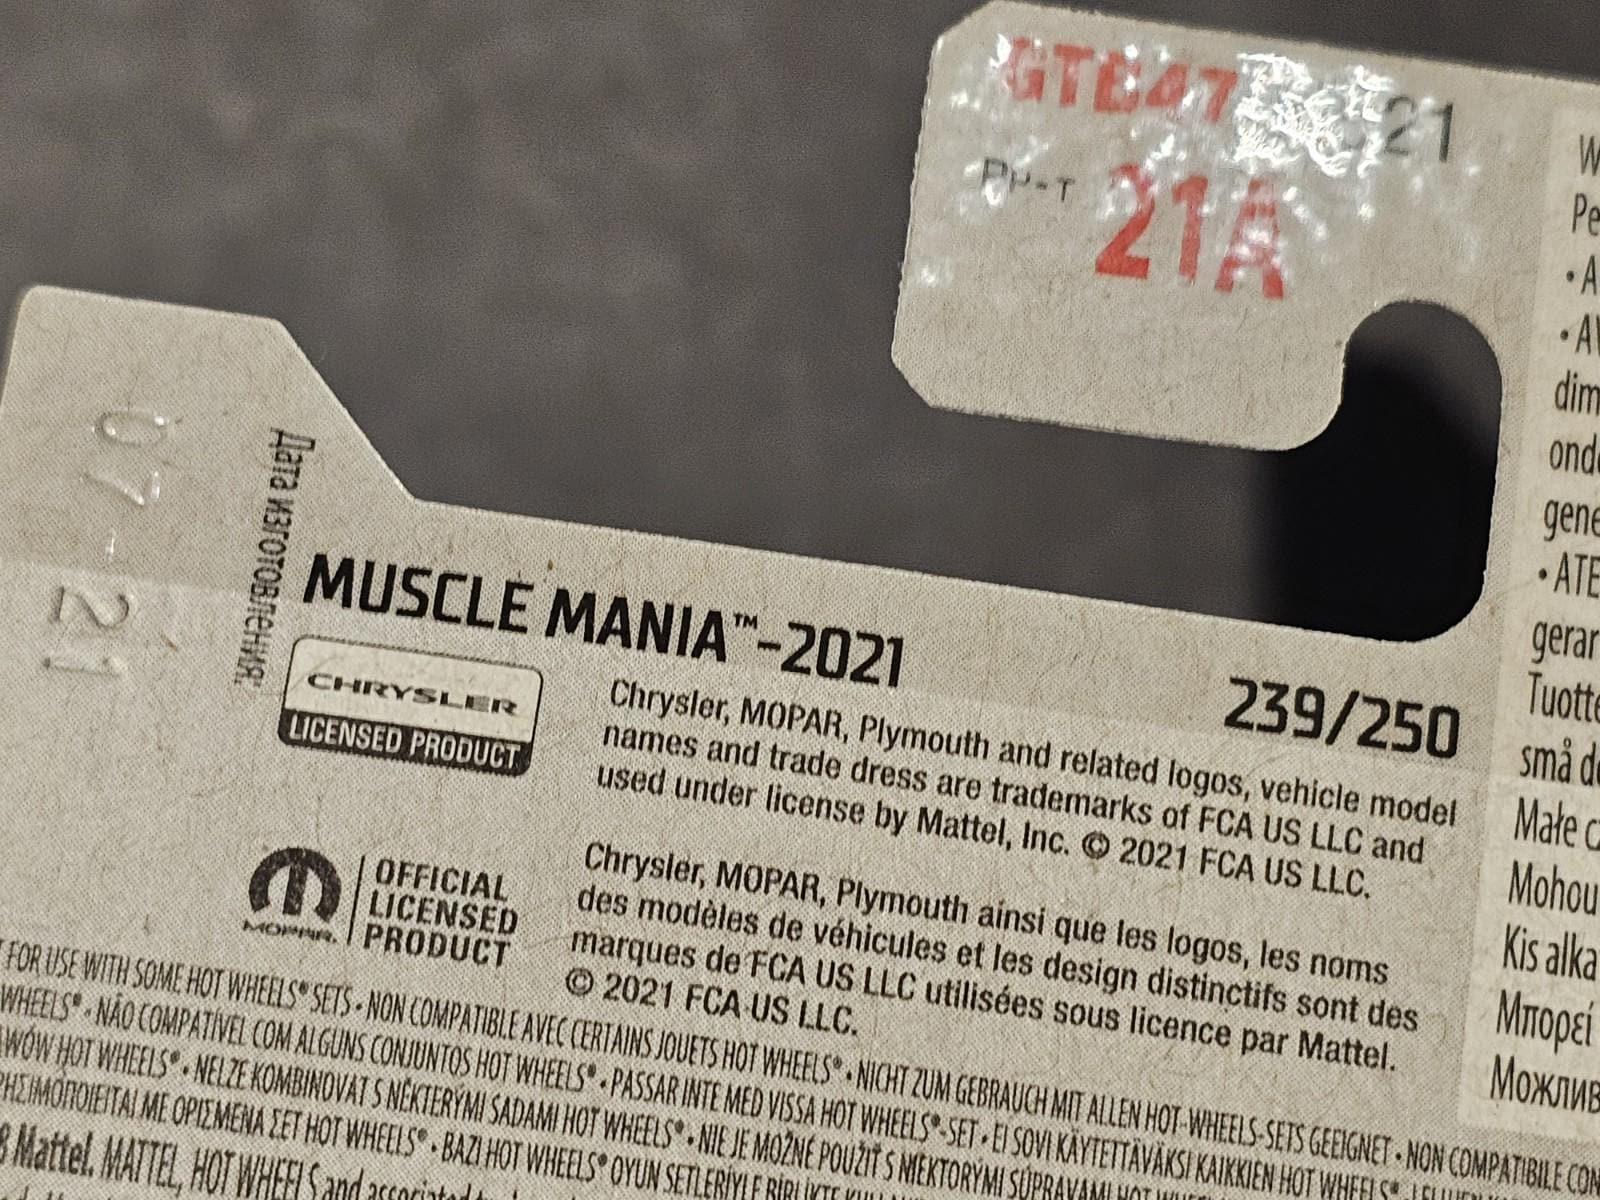 GTB47
21
21A
07-21
Дата изготовления:
MUSCLE MANIA™-2021
239/250
CHRYSLER
LICENSED PRODUCT
Chrysler, MOPAR, Plymouth and related logos, vehicle model
names and trade dress are trademarks of FCA US LLC and
used under license by Mattel, Inc. © 2021 FCA US LLC.
MOPAR.
OFFICIAL
LICENSED
PRODUCT
Chrysler, MOPAR, Plymouth ainsi que les logos, les noms
des modèles de véhicules et les design distinctifs sont des
marques de FCA US LLC utilisées sous licence par Mattel.
© 2021 FCA US LLC.
FOR USE WITH SOME HOT WHEELS® SETS • NON COMPATIBLE AVEC CERTAINS JOUETS HOT WHEELS® • NICHT ZUM GEBRAUCH MIT ALLEN HOT-WHEELS-SETS GEEIGNET • NON COMPATIBILE CON
WHEELS® • NÃO COMPATÍVEL COM ALGUNS CONJUNTOS HOT WHEELS® • PASSAR INTE MED VISSA HOT WHEELS®-SET • EI SOVI KÄYTETTÄVÄKSI KAIKKIEN HOT WHEELS®
HOT WHEELS® • NELZE KOMBINOVAT S NĚKTERÝMI SADAMI HOT WHEELS® • NIE JE MOŽNÉ POUŽIŤ S NIEKTORÝMI SÚPRAVAMI HOT
ΜΕ ΟΡΙΣΜΕΝΑ ΣΕΤ HOT WHEELS® • BAZI HOT WHEELS® OYUN SETLERİYLE BİRLİKTE
Mattel. MATTEL, HOT WHEELS and associated
W
Pe
• A
• AV
dim
ond
gene
• ATE
gerar
Tuotte
små de
Małe
Mohou
Kis alka
Μπορεί
Можлив